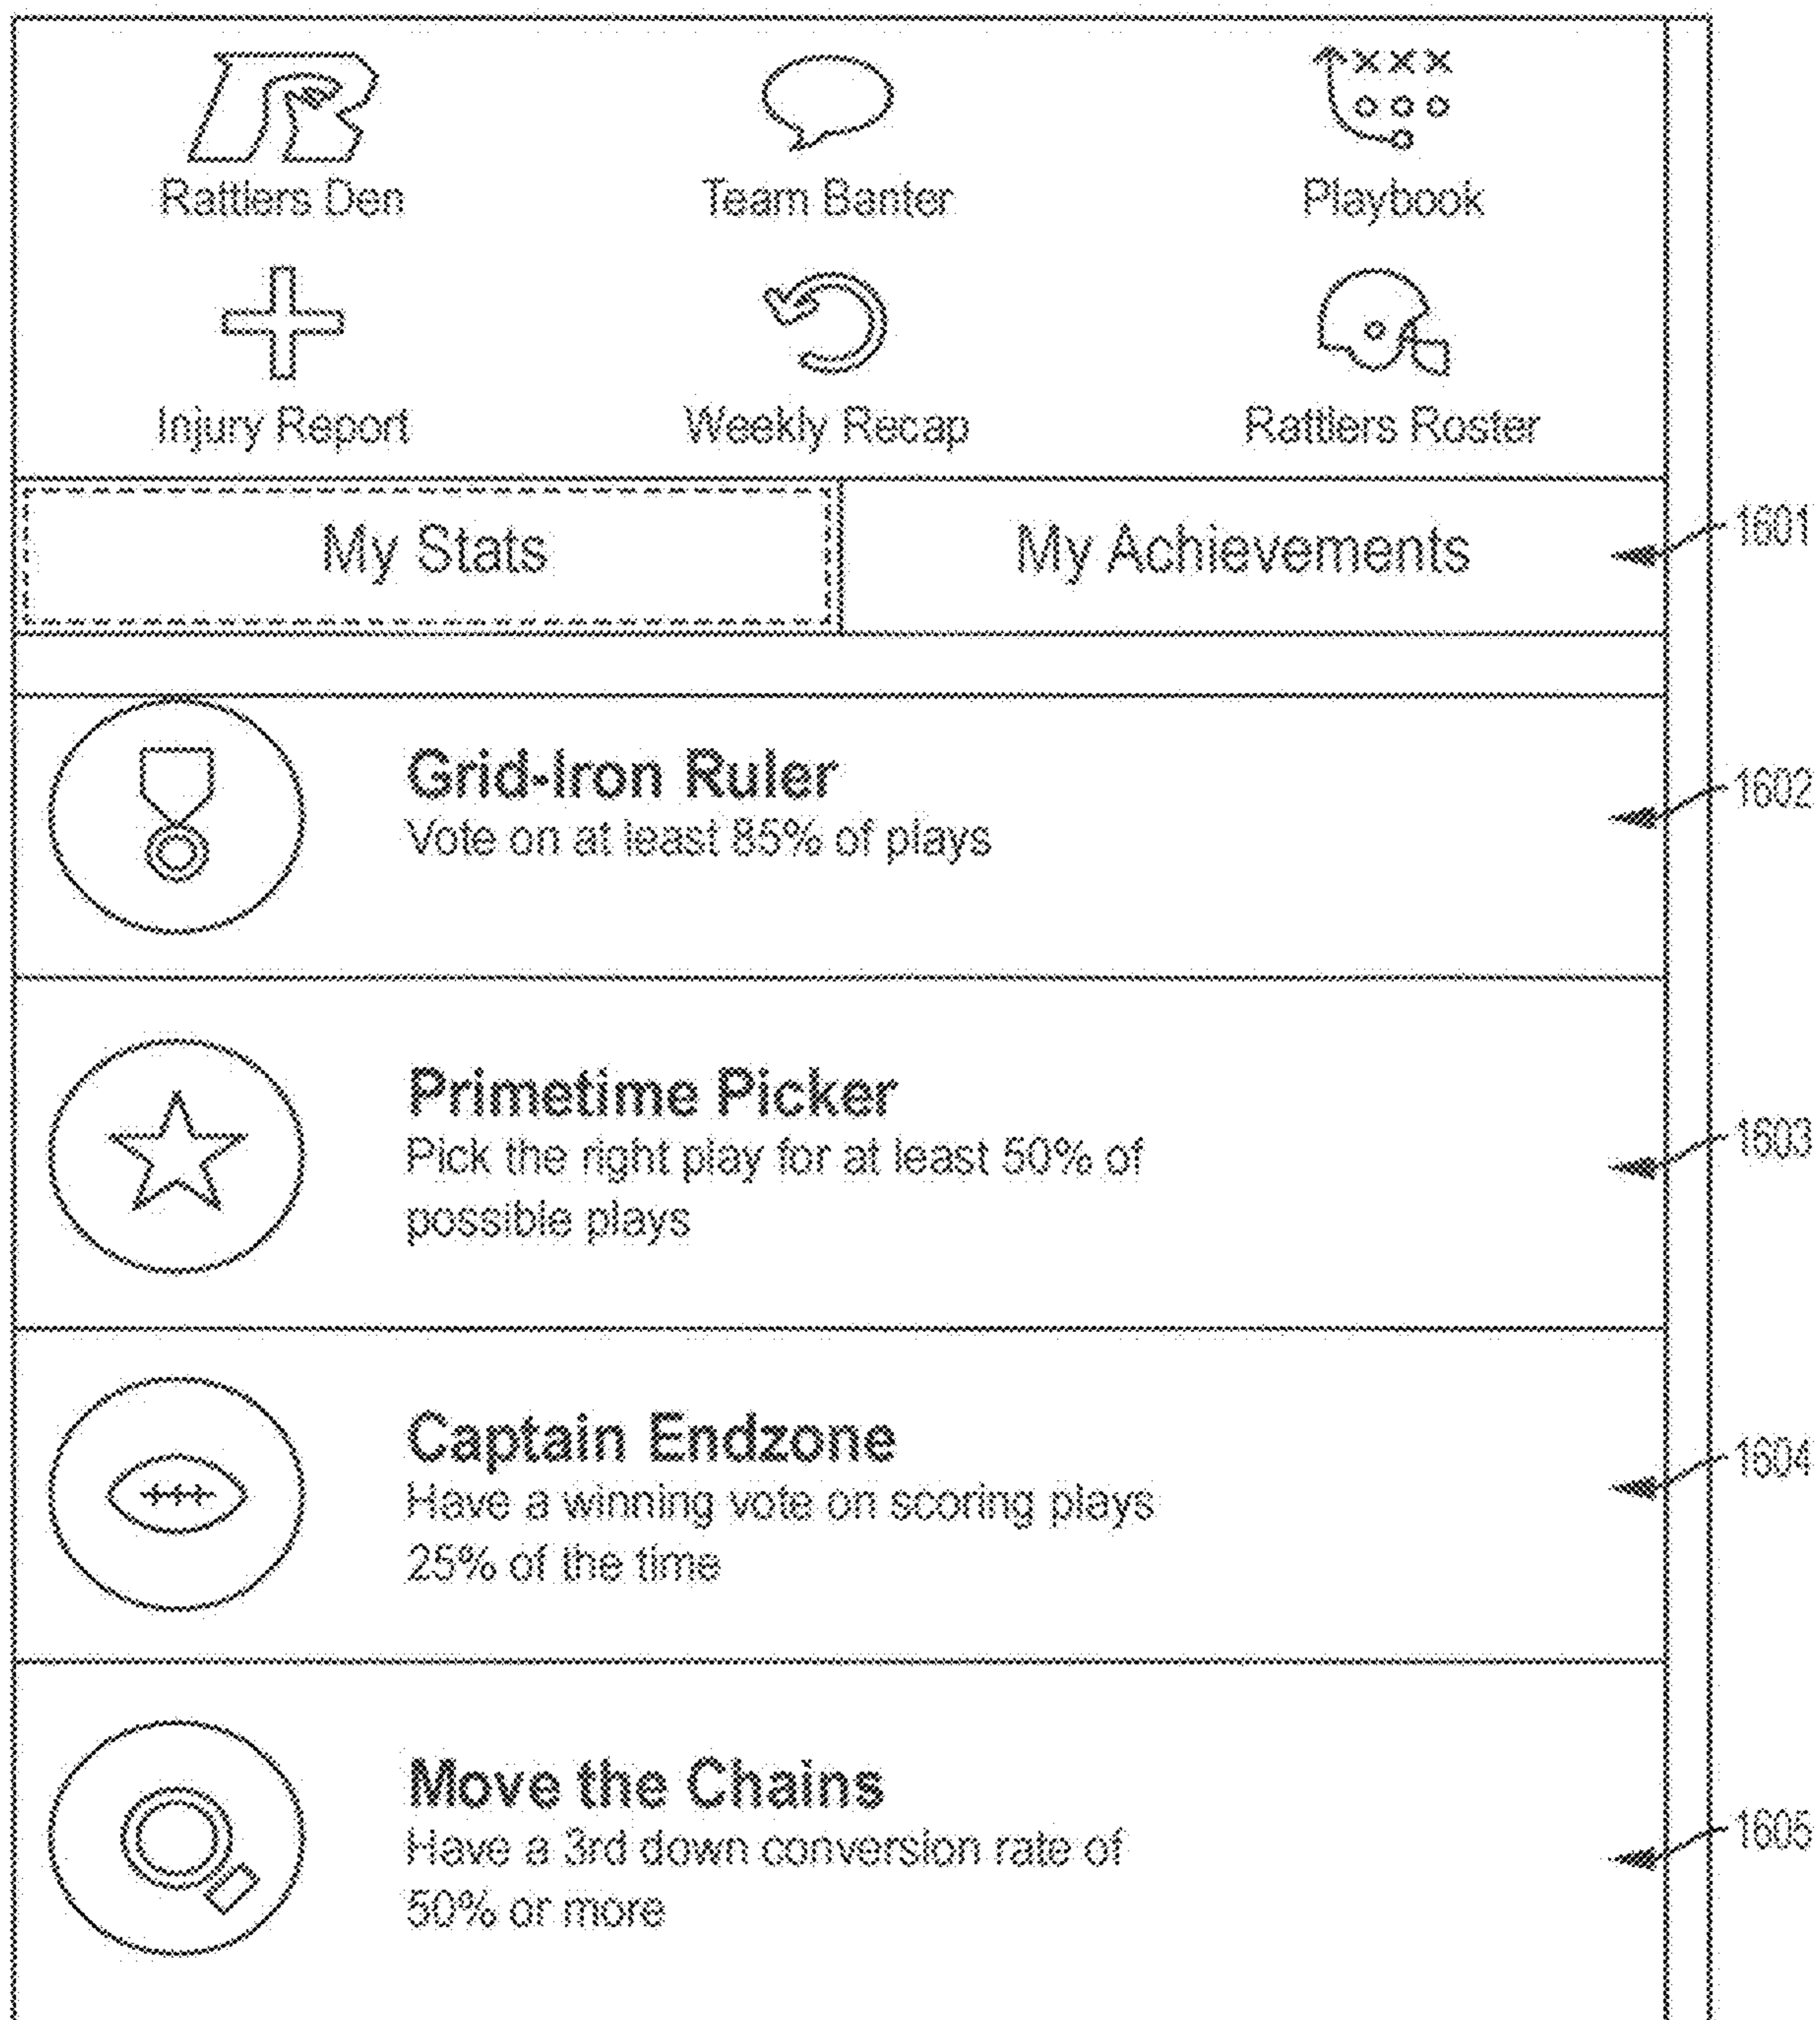 Rattlers Den Team Banter Playbook
Injury Report Weekly Recap Rattlers Roster
My Stats My Achievements 1601
Grid-Iron Ruler 1602
Vote on at least 85% of plays
Primetime Picker
Pick the right play for at least 50% of 1603
possible plays
Captain Endzone 1604
Have a winning vote on scoring plays
25% of the time
Move the Chains
Have a 3rd down conversion rate of 1605
50% or more